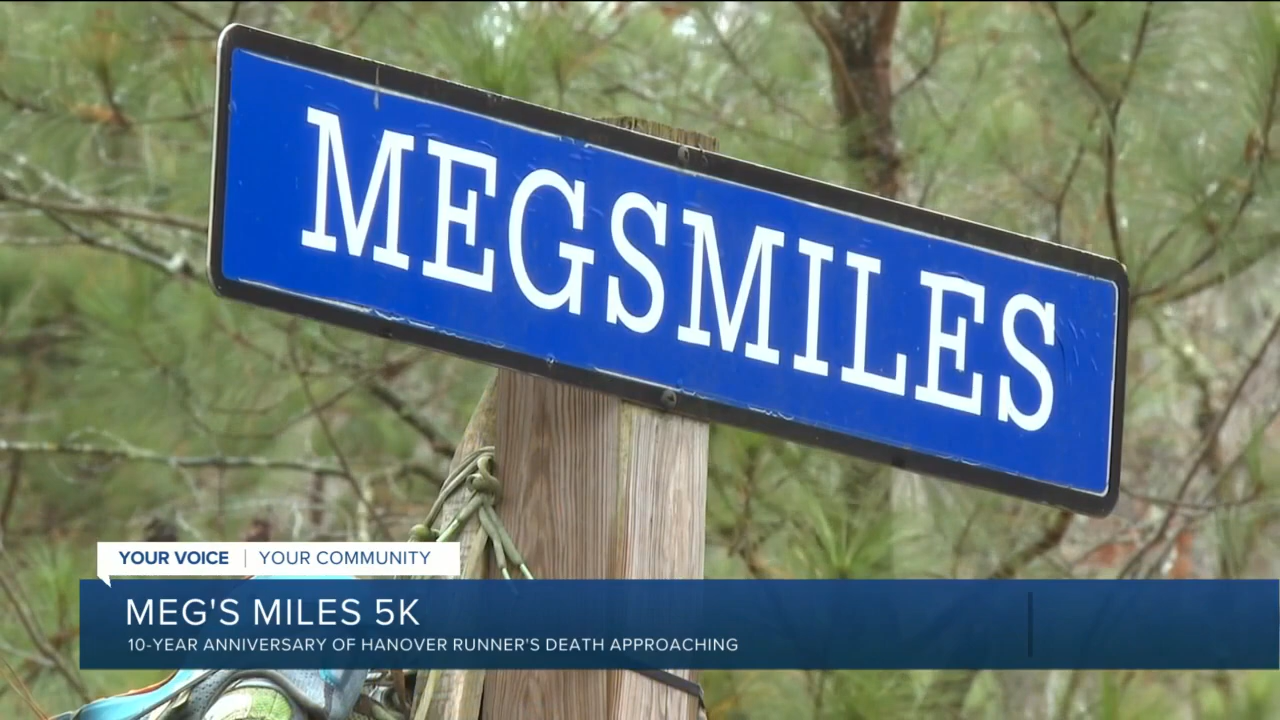 MEGSMILES
YOUR VOICE | YOUR COMMUNITY
MEG'S MILES 5K
10-YEAR ANNIVERSARY OF HANOVER RUNNER'S DEATH APPROACHING